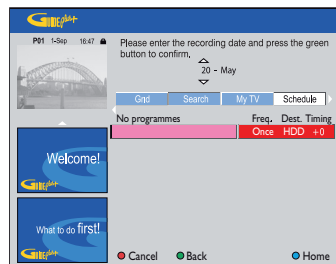 GUIDE Plus+
P01 1-Sep 16:47
Please enter the recording date and press the green
button to confirm.
20 - May
Grid Search My TV Schedule
No programmes Freq. Dest. Timing
Once HDD +0
Welcome!
GUIDE Plus+
What to do first!
GUIDE Plus+
Cancel Back Home